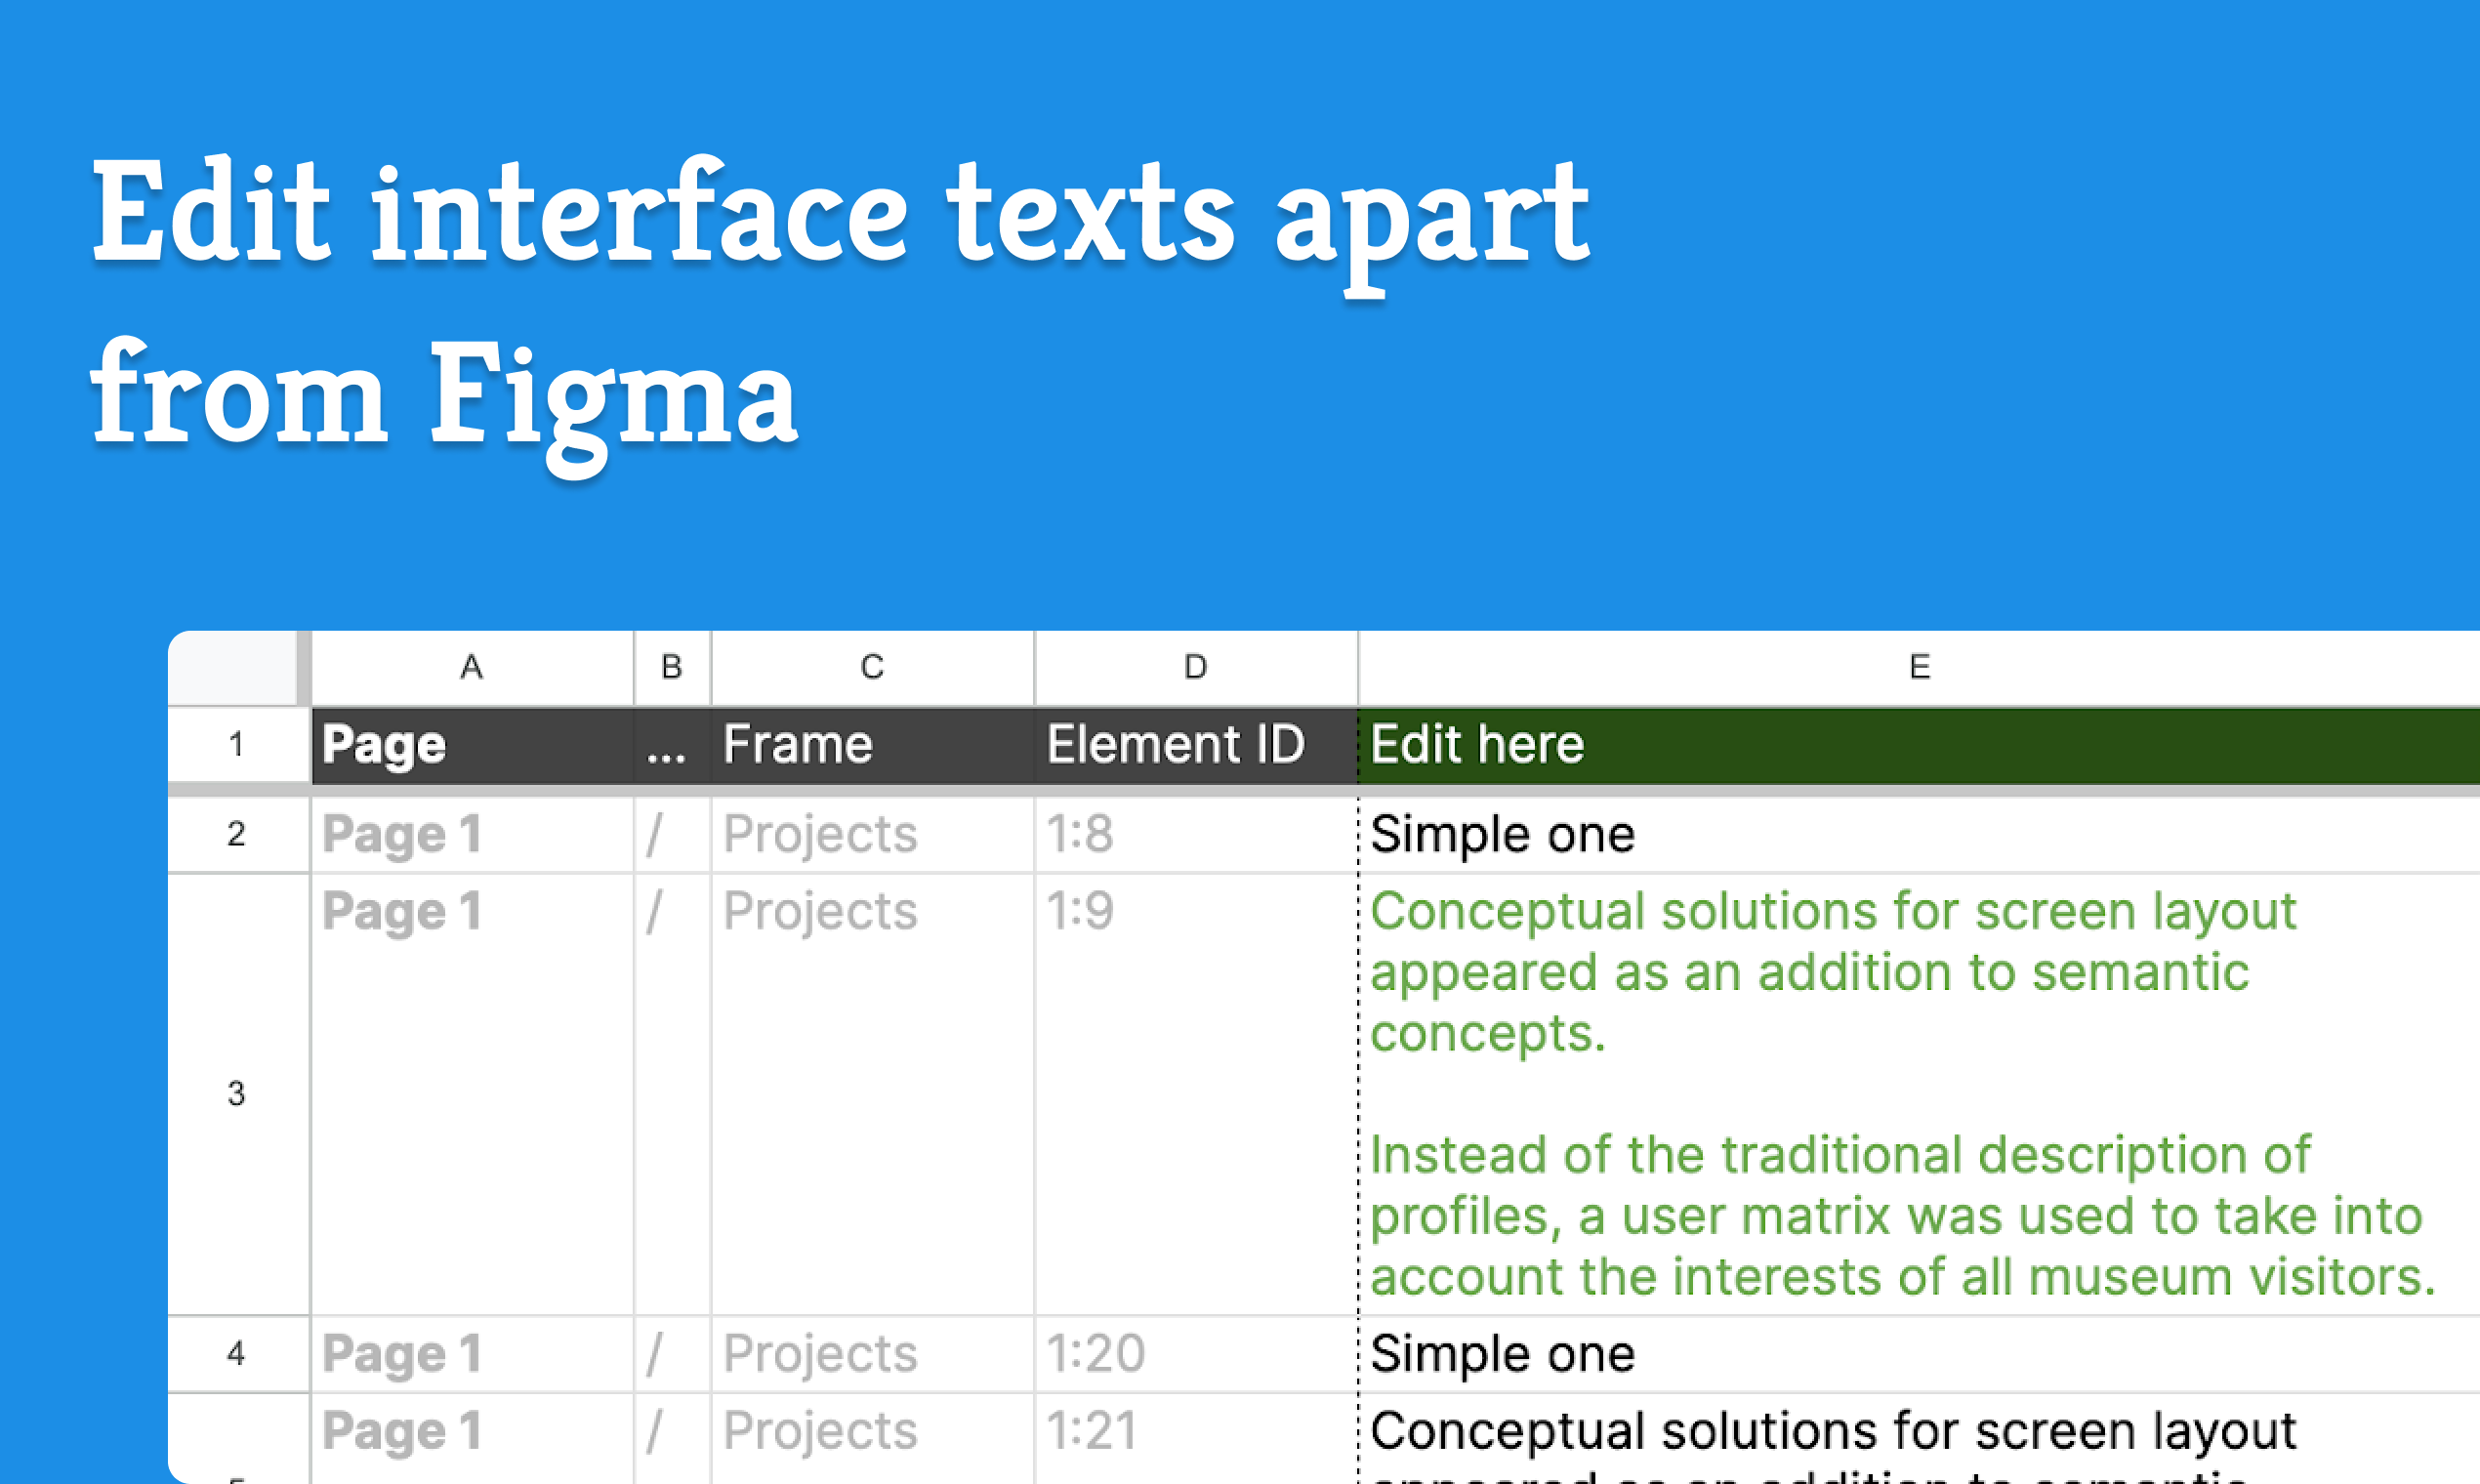 Edit interface texts apart
from Figma
A B C D E
1 Page ... Frame Element ID Edit here
2 Page 1 / Projects 1:8 Simple one
3 Page 1 / Projects 1:9 Conceptual solutions for screen layout
appeared as an addition to semantic
concepts.
Instead of the traditional description of
profiles, a user matrix was used to take into
account the interests of all museum visitors.
4 Page 1 / Projects 1:20 Simple one
Page 1 / Projects 1:21 Conceptual solutions for screen layout